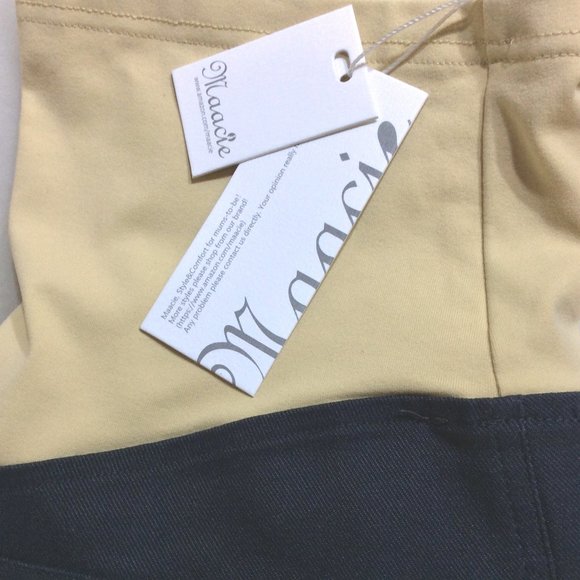 Maacie
www.amazon.com/maacie
Maacie
Maacie, Style&Comfort for mums-to-be!
More styles please shop from our brand!
(https://www.amazon.com/maacie)
Any problem please contact us directly. Your opinion really